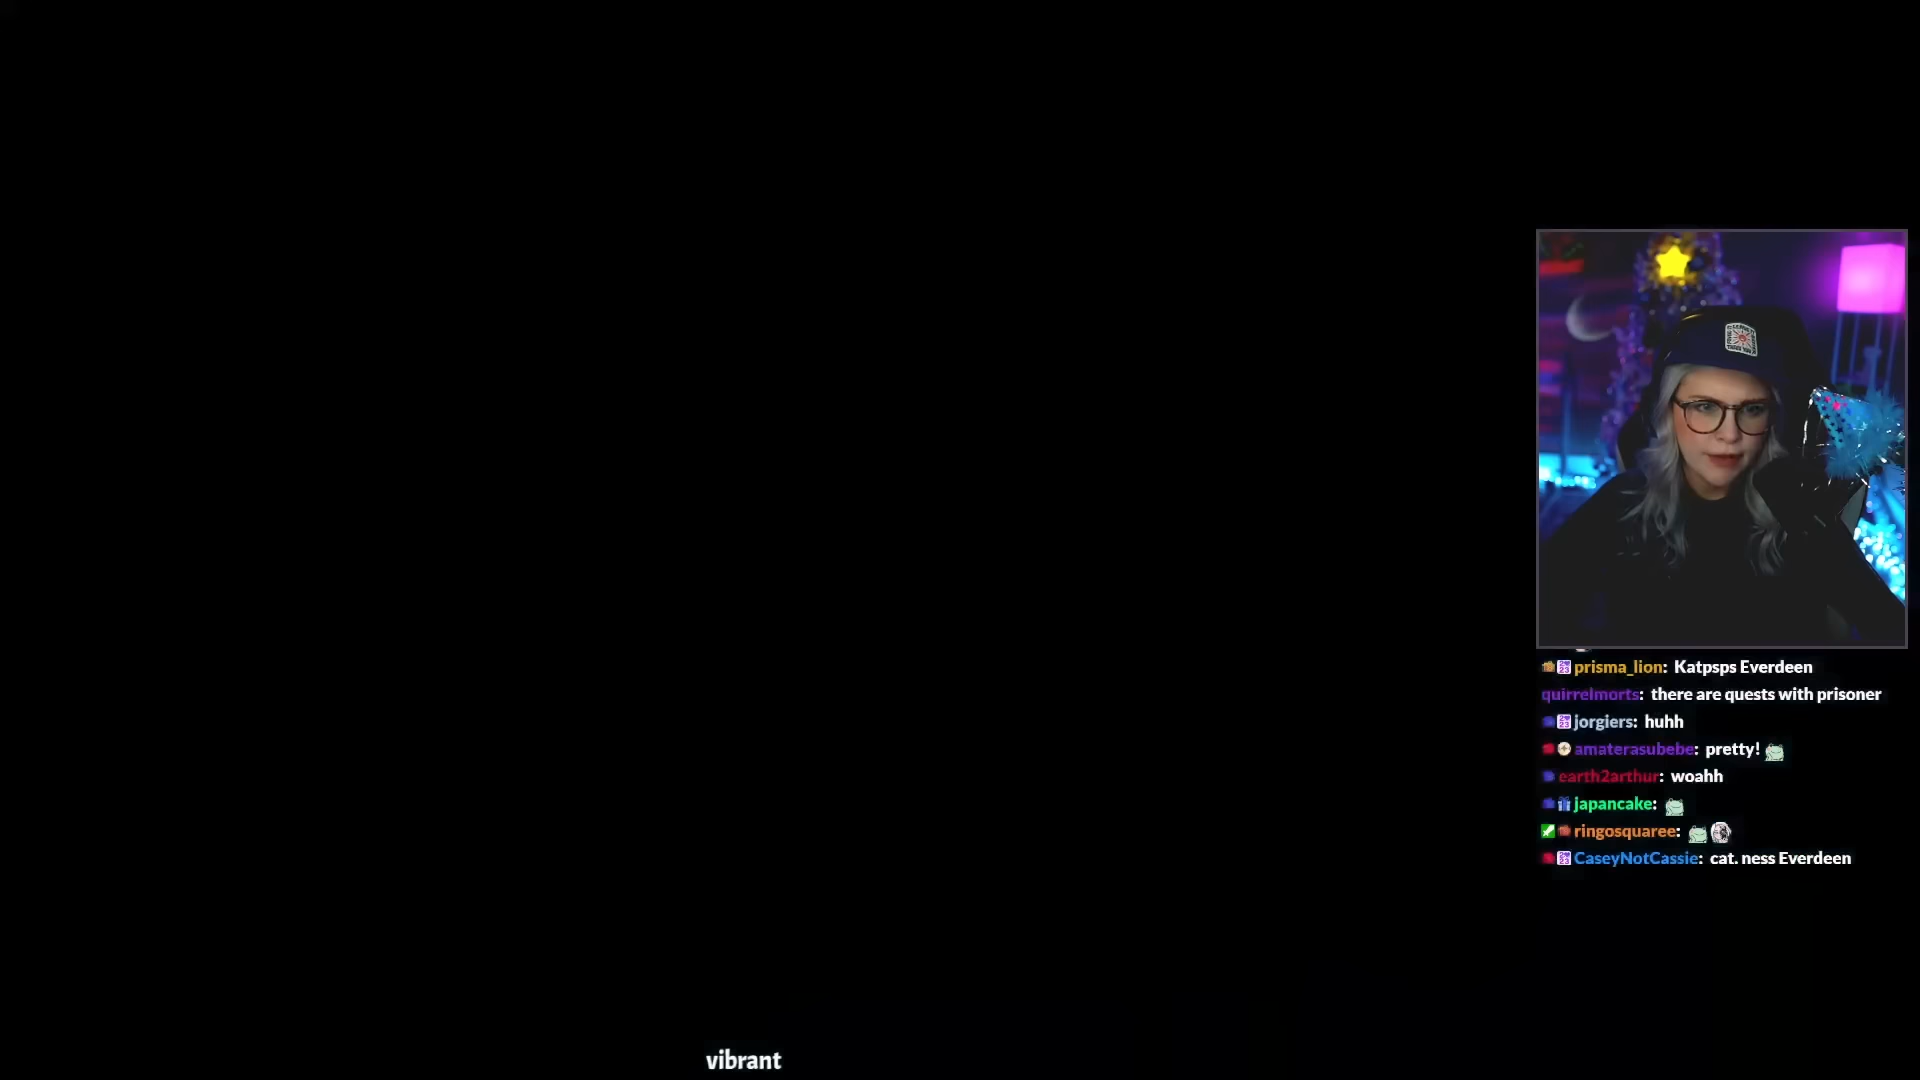 prisma_lion: Katpsps Everdeen
quirrelmorts: there are quests with prisoner
jorgiers: huhh
amaterasubebe: pretty!
earth2arthur: woahh
japancake:
ringosquaree:
CaseyNotCassie: cat. ness Everdeen
vibrant